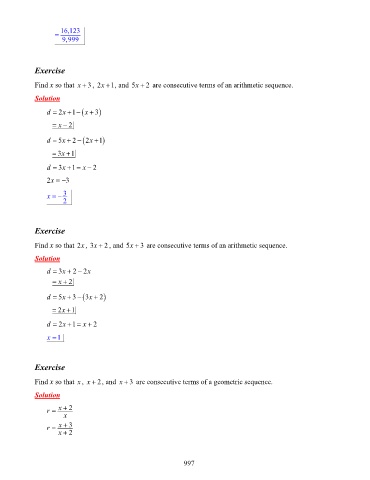 = 16,123 / 9,999
Exercise
Find x so that x + 3, 2x + 1, and 5x + 2 are consecutive terms of an arithmetic sequence.
Solution
d = 2x + 1 − (x + 3)
= x − 2
d = 5x + 2 − (2x + 1)
= 3x + 1
d = 3x + 1 = x − 2
2x = −3
x = − 3 / 2
Exercise
Find x so that 2x, 3x + 2, and 5x + 3 are consecutive terms of an arithmetic sequence.
Solution
d = 3x + 2 − 2x
= x + 2
d = 5x + 3 − (3x + 2)
= 2x + 1
d = 2x + 1 = x + 2
x = 1
Exercise
Find x so that x, x + 2, and x + 3 are consecutive terms of a geometric sequence.
Solution
r = x + 2 / x
r = x + 3 / x + 2
997